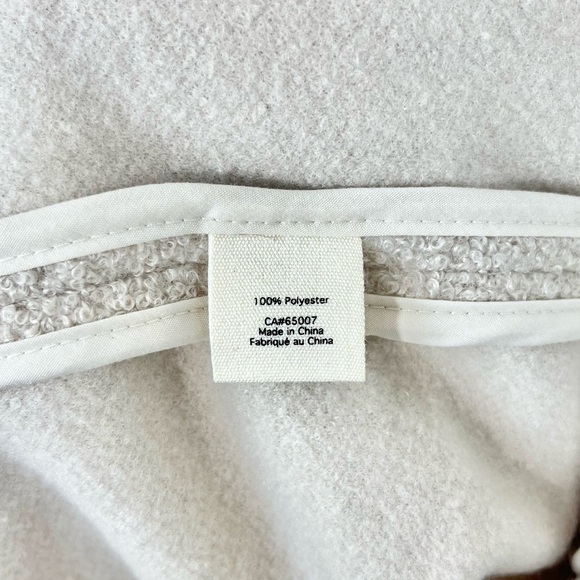 100% Polyester
CA#65007
Made in China
Fabriqué au China